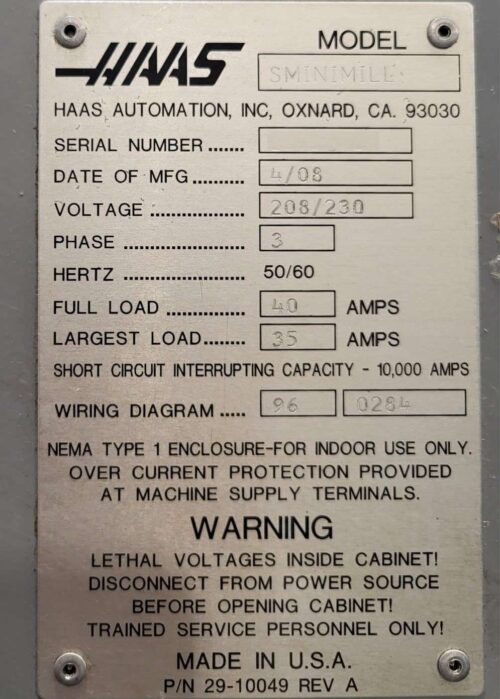 MODEL
HAAS SMINIMILL
HAAS AUTOMATION, INC, OXNARD, CA. 93030
SERIAL NUMBER .......
DATE OF MFG .......... 4/08
VOLTAGE .................. 208/230
PHASE ...................... 3
HERTZ ...................... 50/60
FULL LOAD ............... 40 AMPS
LARGEST LOAD........ 35 AMPS
SHORT CIRCUIT INTERRUPTING CAPACITY - 10,000 AMPS
WIRING DIAGRAM ..... 96 0284
NEMA TYPE 1 ENCLOSURE-FOR INDOOR USE ONLY.
OVER CURRENT PROTECTION PROVIDED
AT MACHINE SUPPLY TERMINALS.
WARNING
LETHAL VOLTAGES INSIDE CABINET!
DISCONNECT FROM POWER SOURCE
BEFORE OPENING CABINET!
TRAINED SERVICE PERSONNEL ONLY!
MADE IN U.S.A.
P/N 29-10049 REV A